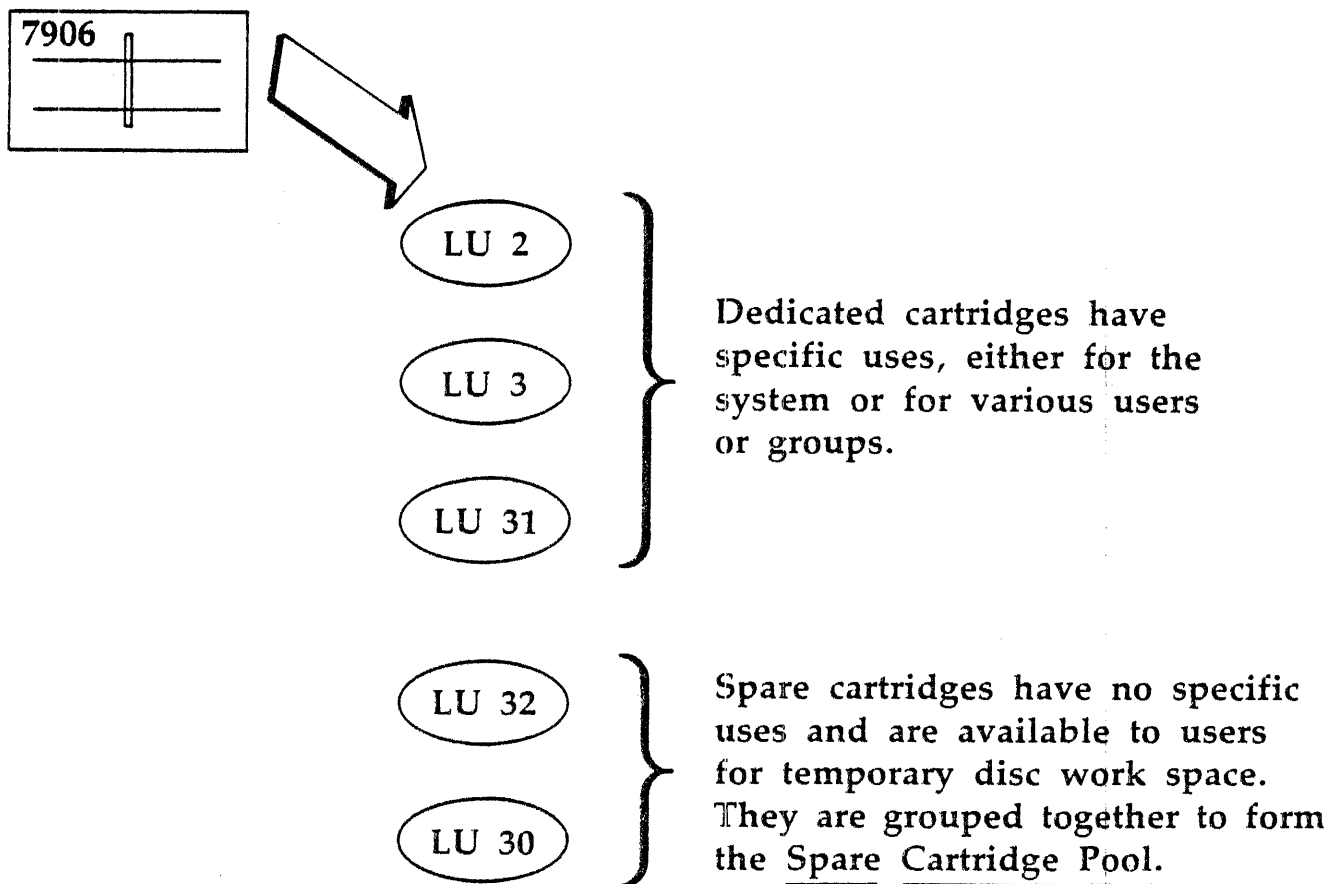 7906
LU 2
LU 3
LU 31
Dedicated cartridges have
specific uses, either for the
system or for various users
or groups.
LU 32
LU 30
Spare cartridges have no specific
uses and are available to users
for temporary disc work space.
They are grouped together to form
the Spare Cartridge Pool.